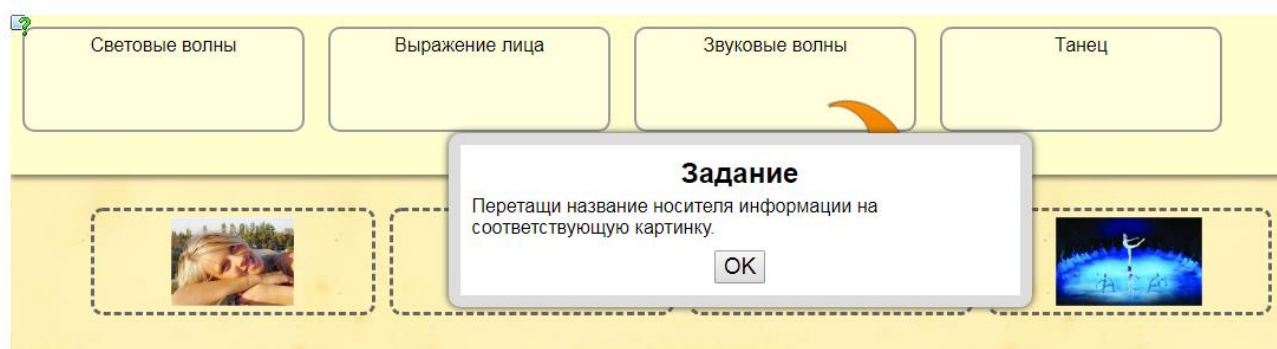 Световые волны
Выражение лица
Звуковые волны
Танец
Задание
Перетащи название носителя информации на
соответствующую картинку.
OK